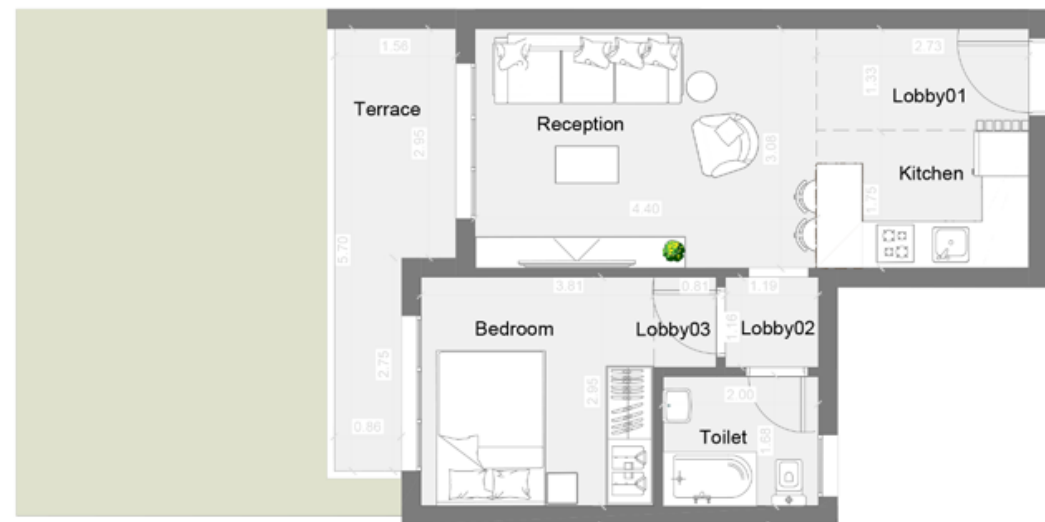 1.56
2.73
Terrace
Reception
Lobby01
1.33
2.95
3.08
Kitchen
1.75
4.40
5.70
3.81
0.81
1.19
Bedroom
Lobby03
Lobby02
1.16
2.75
2.95
2.00
0.86
Toilet
1.68